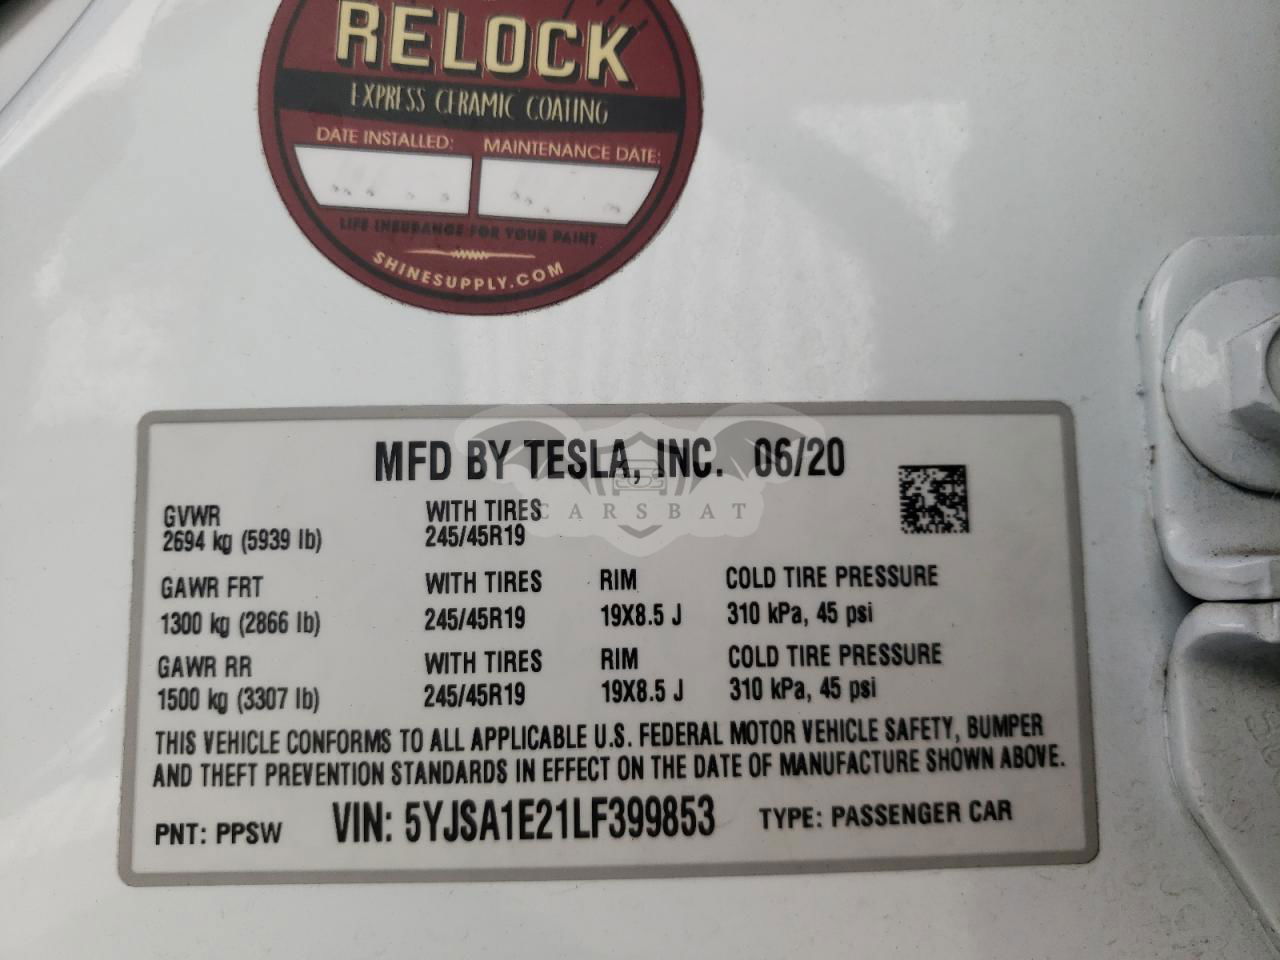 RELOCK
EXPRESS CERAMIC COATING
DATE INSTALLED: MAINTENANCE DATE:
LIFE INSURANCE FOR YOUR PAINT
SHINESUPPLY.COM
MFD BY TESLA, INC. 06/20
CARSBAT
GVWR WITH TIRES
2694 kg (5939 lb) 245/45R19
GAWR FRT WITH TIRES RIM COLD TIRE PRESSURE
1300 kg (2866 lb) 245/45R19 19X8.5 J 310 kPa, 45 psi
GAWR RR WITH TIRES RIM COLD TIRE PRESSURE
1500 kg (3307 lb) 245/45R19 19X8.5 J 310 kPa, 45 psi
THIS VEHICLE CONFORMS TO ALL APPLICABLE U.S. FEDERAL MOTOR VEHICLE SAFETY, BUMPER
AND THEFT PREVENTION STANDARDS IN EFFECT ON THE DATE OF MANUFACTURE SHOWN ABOVE.
PNT: PPSW VIN: 5YJSA1E21LF399853 TYPE: PASSENGER CAR